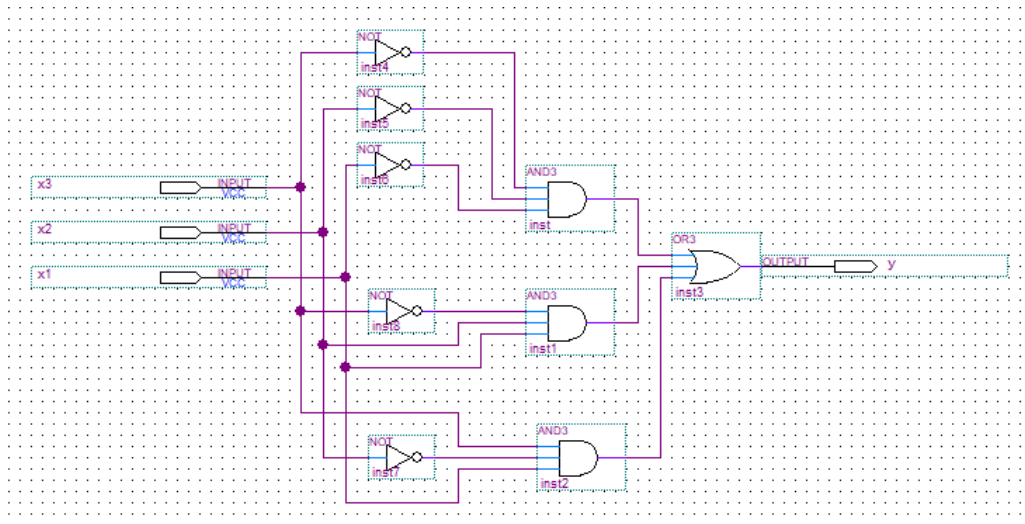 NOT
inst4
NOT
inst5
NOT
inst6
x3
INPUT
VCC
x2
INPUT
VCC
x1
INPUT
VCC
AND3
inst
OR3
inst3
OUTPUT
y
NOT
inst8
AND3
inst1
NOT
inst7
AND3
inst2